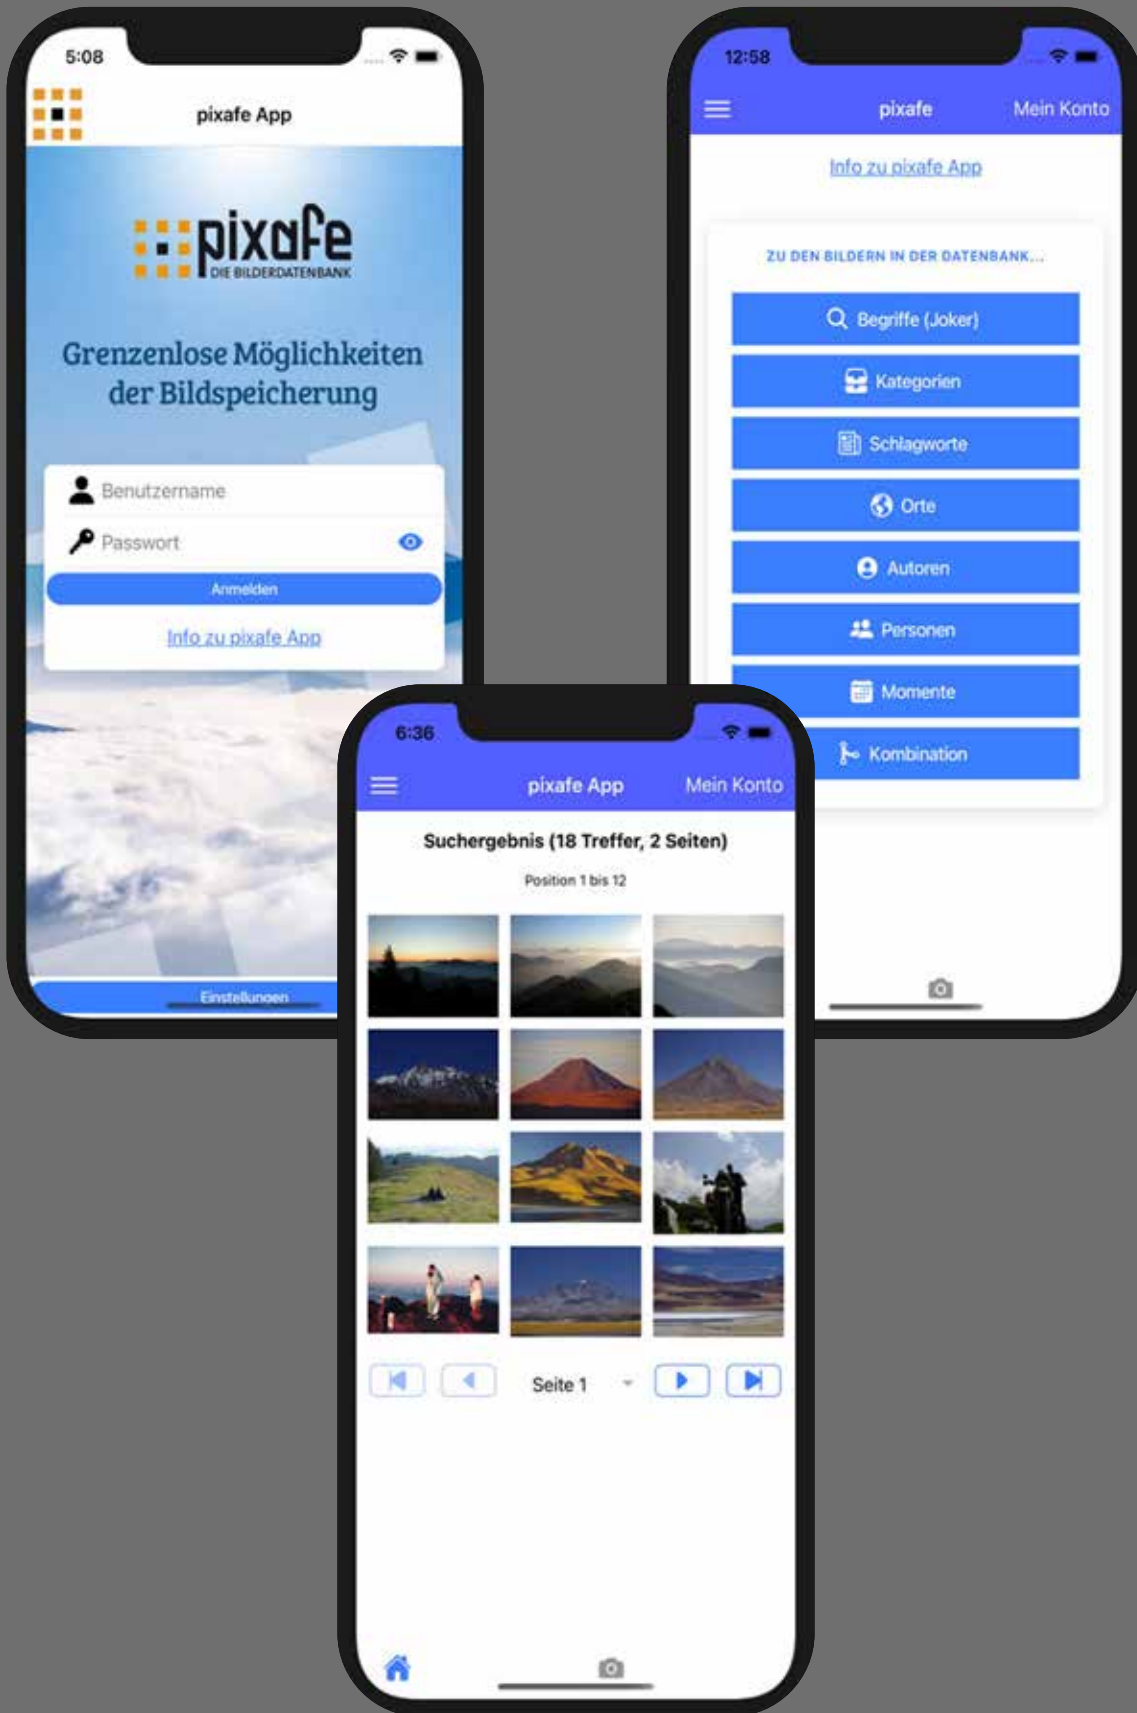 5:08
pixafe App
pixafe
DIE BILDERDATENBANK
Grenzenlose Möglichkeiten
der Bildspeicherung
Benutzername
Passwort
Anmelden
Info zu pixafe App
Einstellungen
12:58
pixafe
Mein Konto
Info zu pixafe App
ZU DEN BILDERN IN DER DATENBANK...
Begriffe (Joker)
Kategorien
Schlagworte
Orte
Autoren
Personen
Momente
Kombination
6:36
pixafe App
Mein Konto
Suchergebnis (18 Treffer, 2 Seiten)
Position 1 bis 12
Seite 1